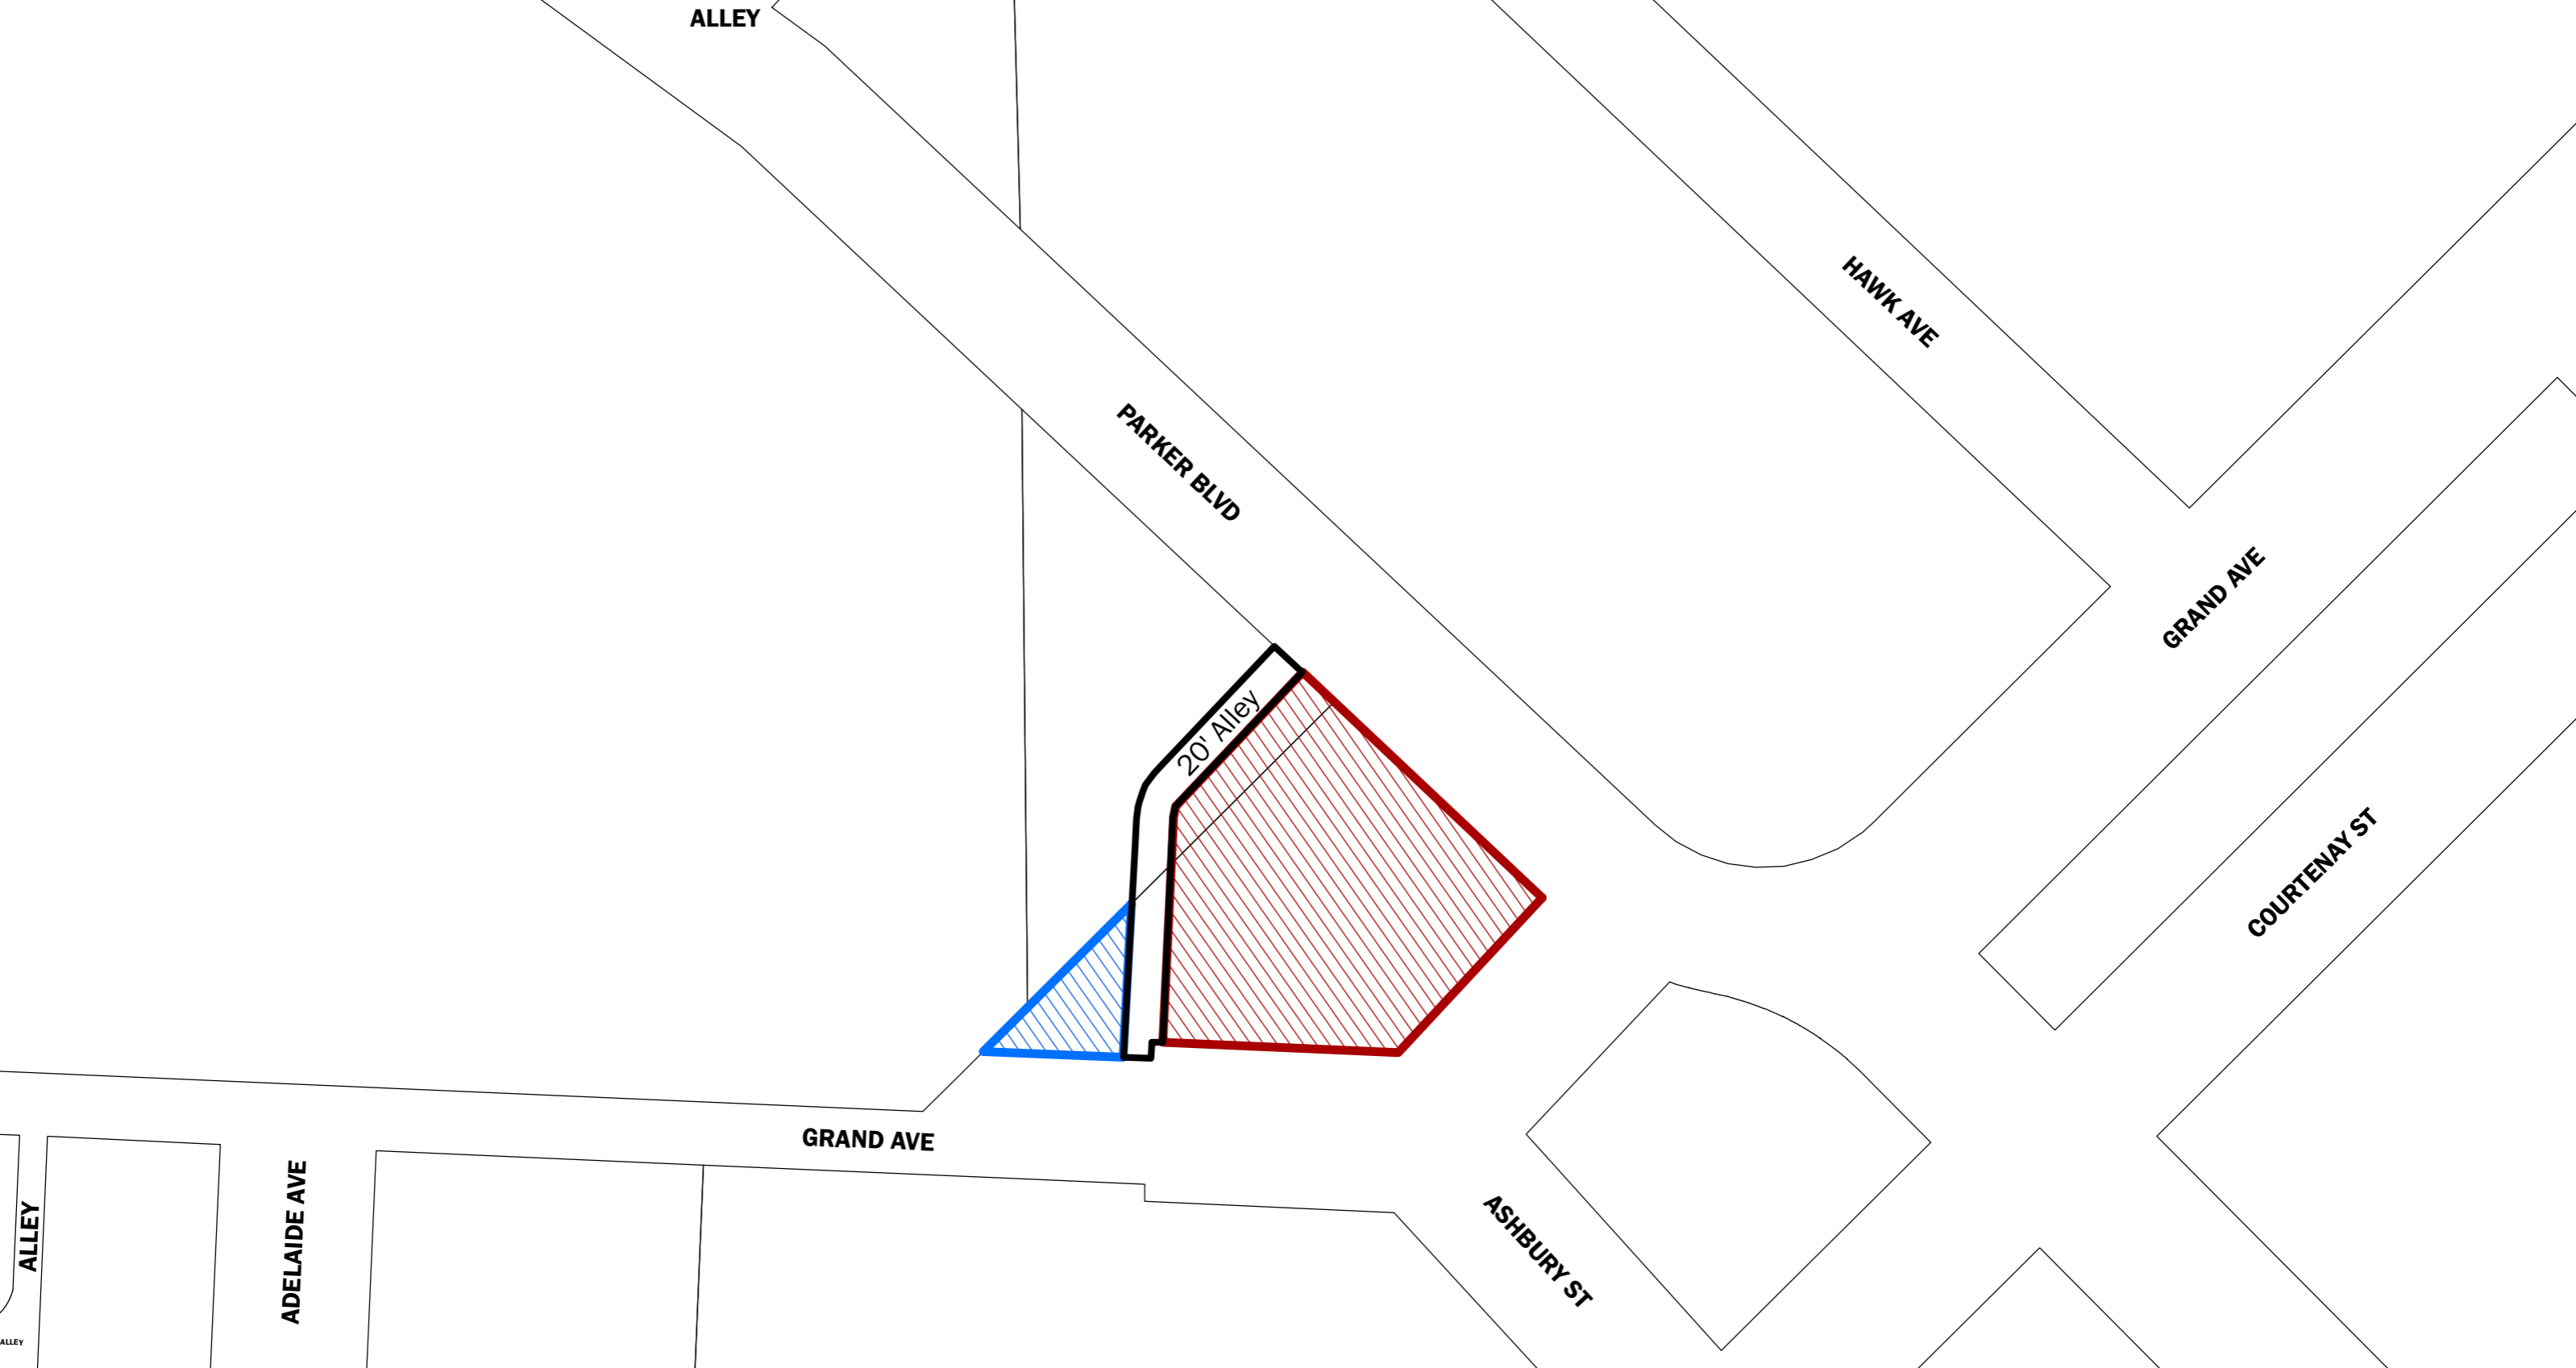 ALLEY
HAWK AVE
PARKER BLVD
GRAND AVE
20' Alley
COURTENAY ST
GRAND AVE
ADELAIDE AVE
ALLEY
ASHBURY ST
ALLEY